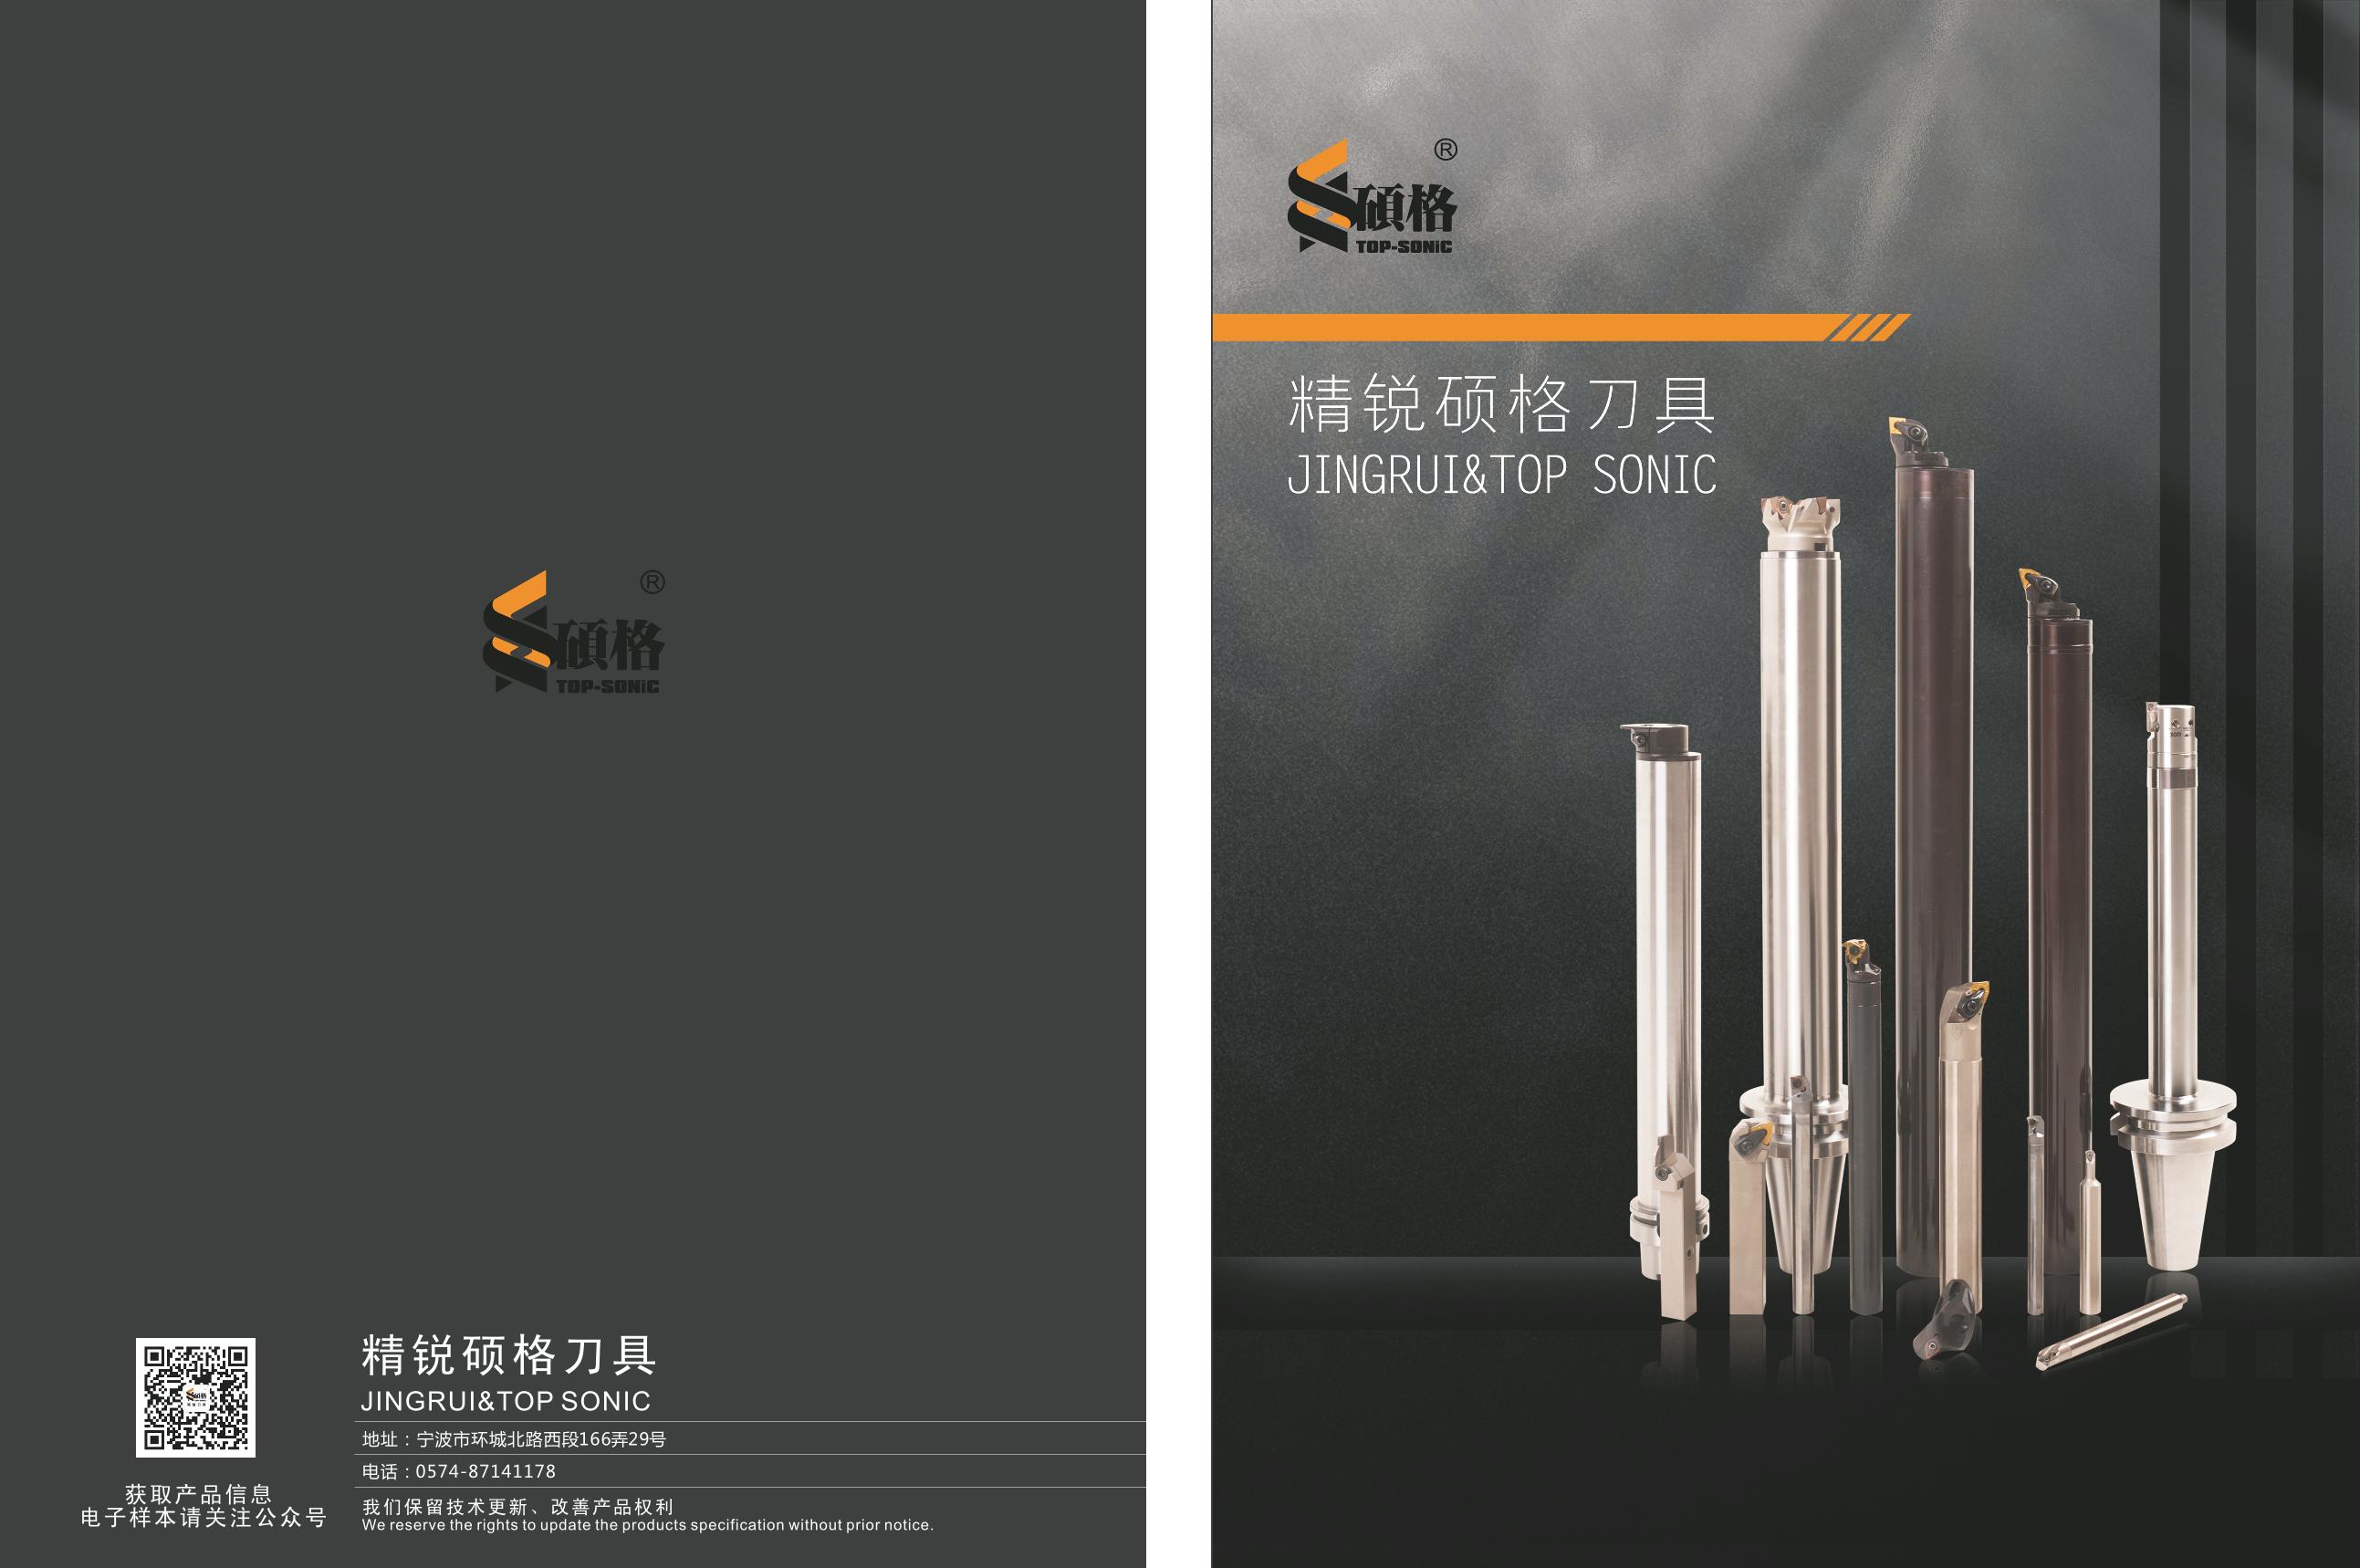 ®
碩格
TOP-SONiC
精锐硕格刀具
JINGRUI&TOP SONIC
地址：宁波市环城北路西段166弄29号
电话：0574-87141178
我们保留技术更新、改善产品权利
We reserve the rights to update the products specification without prior notice.
获取产品信息
电子样本请关注公众号
®
碩格
TOP-SONiC
精锐硕格刀具
JINGRUI&TOP SONIC